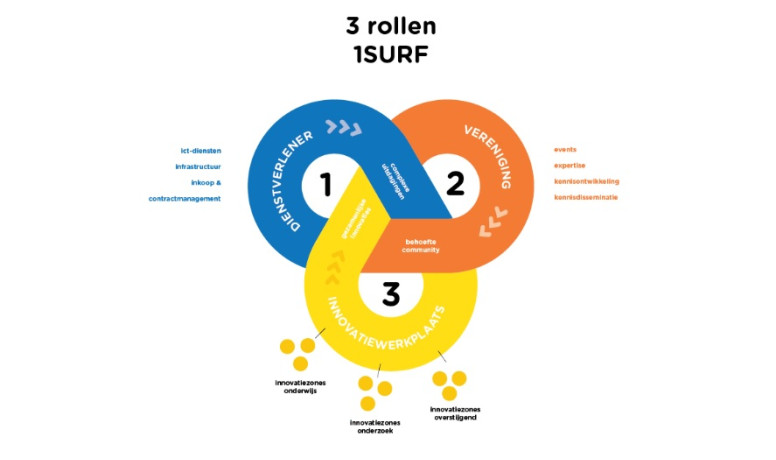 3 rollen
1SURF
DIENSTVERLENER
VERENIGING
ict-diensten
infrastructuur
inkoop &
contractmanagement
events
expertise
kennisontwikkeling
kennisdisseminatie
1
2
complexe
uitdagingen
gezamenlijke
behoefte
community
3
INNOVATIEWERKPLAATS
innovatiezones
onderwijs
innovatiezones
onderzoek
innovatiezones
overstijgend